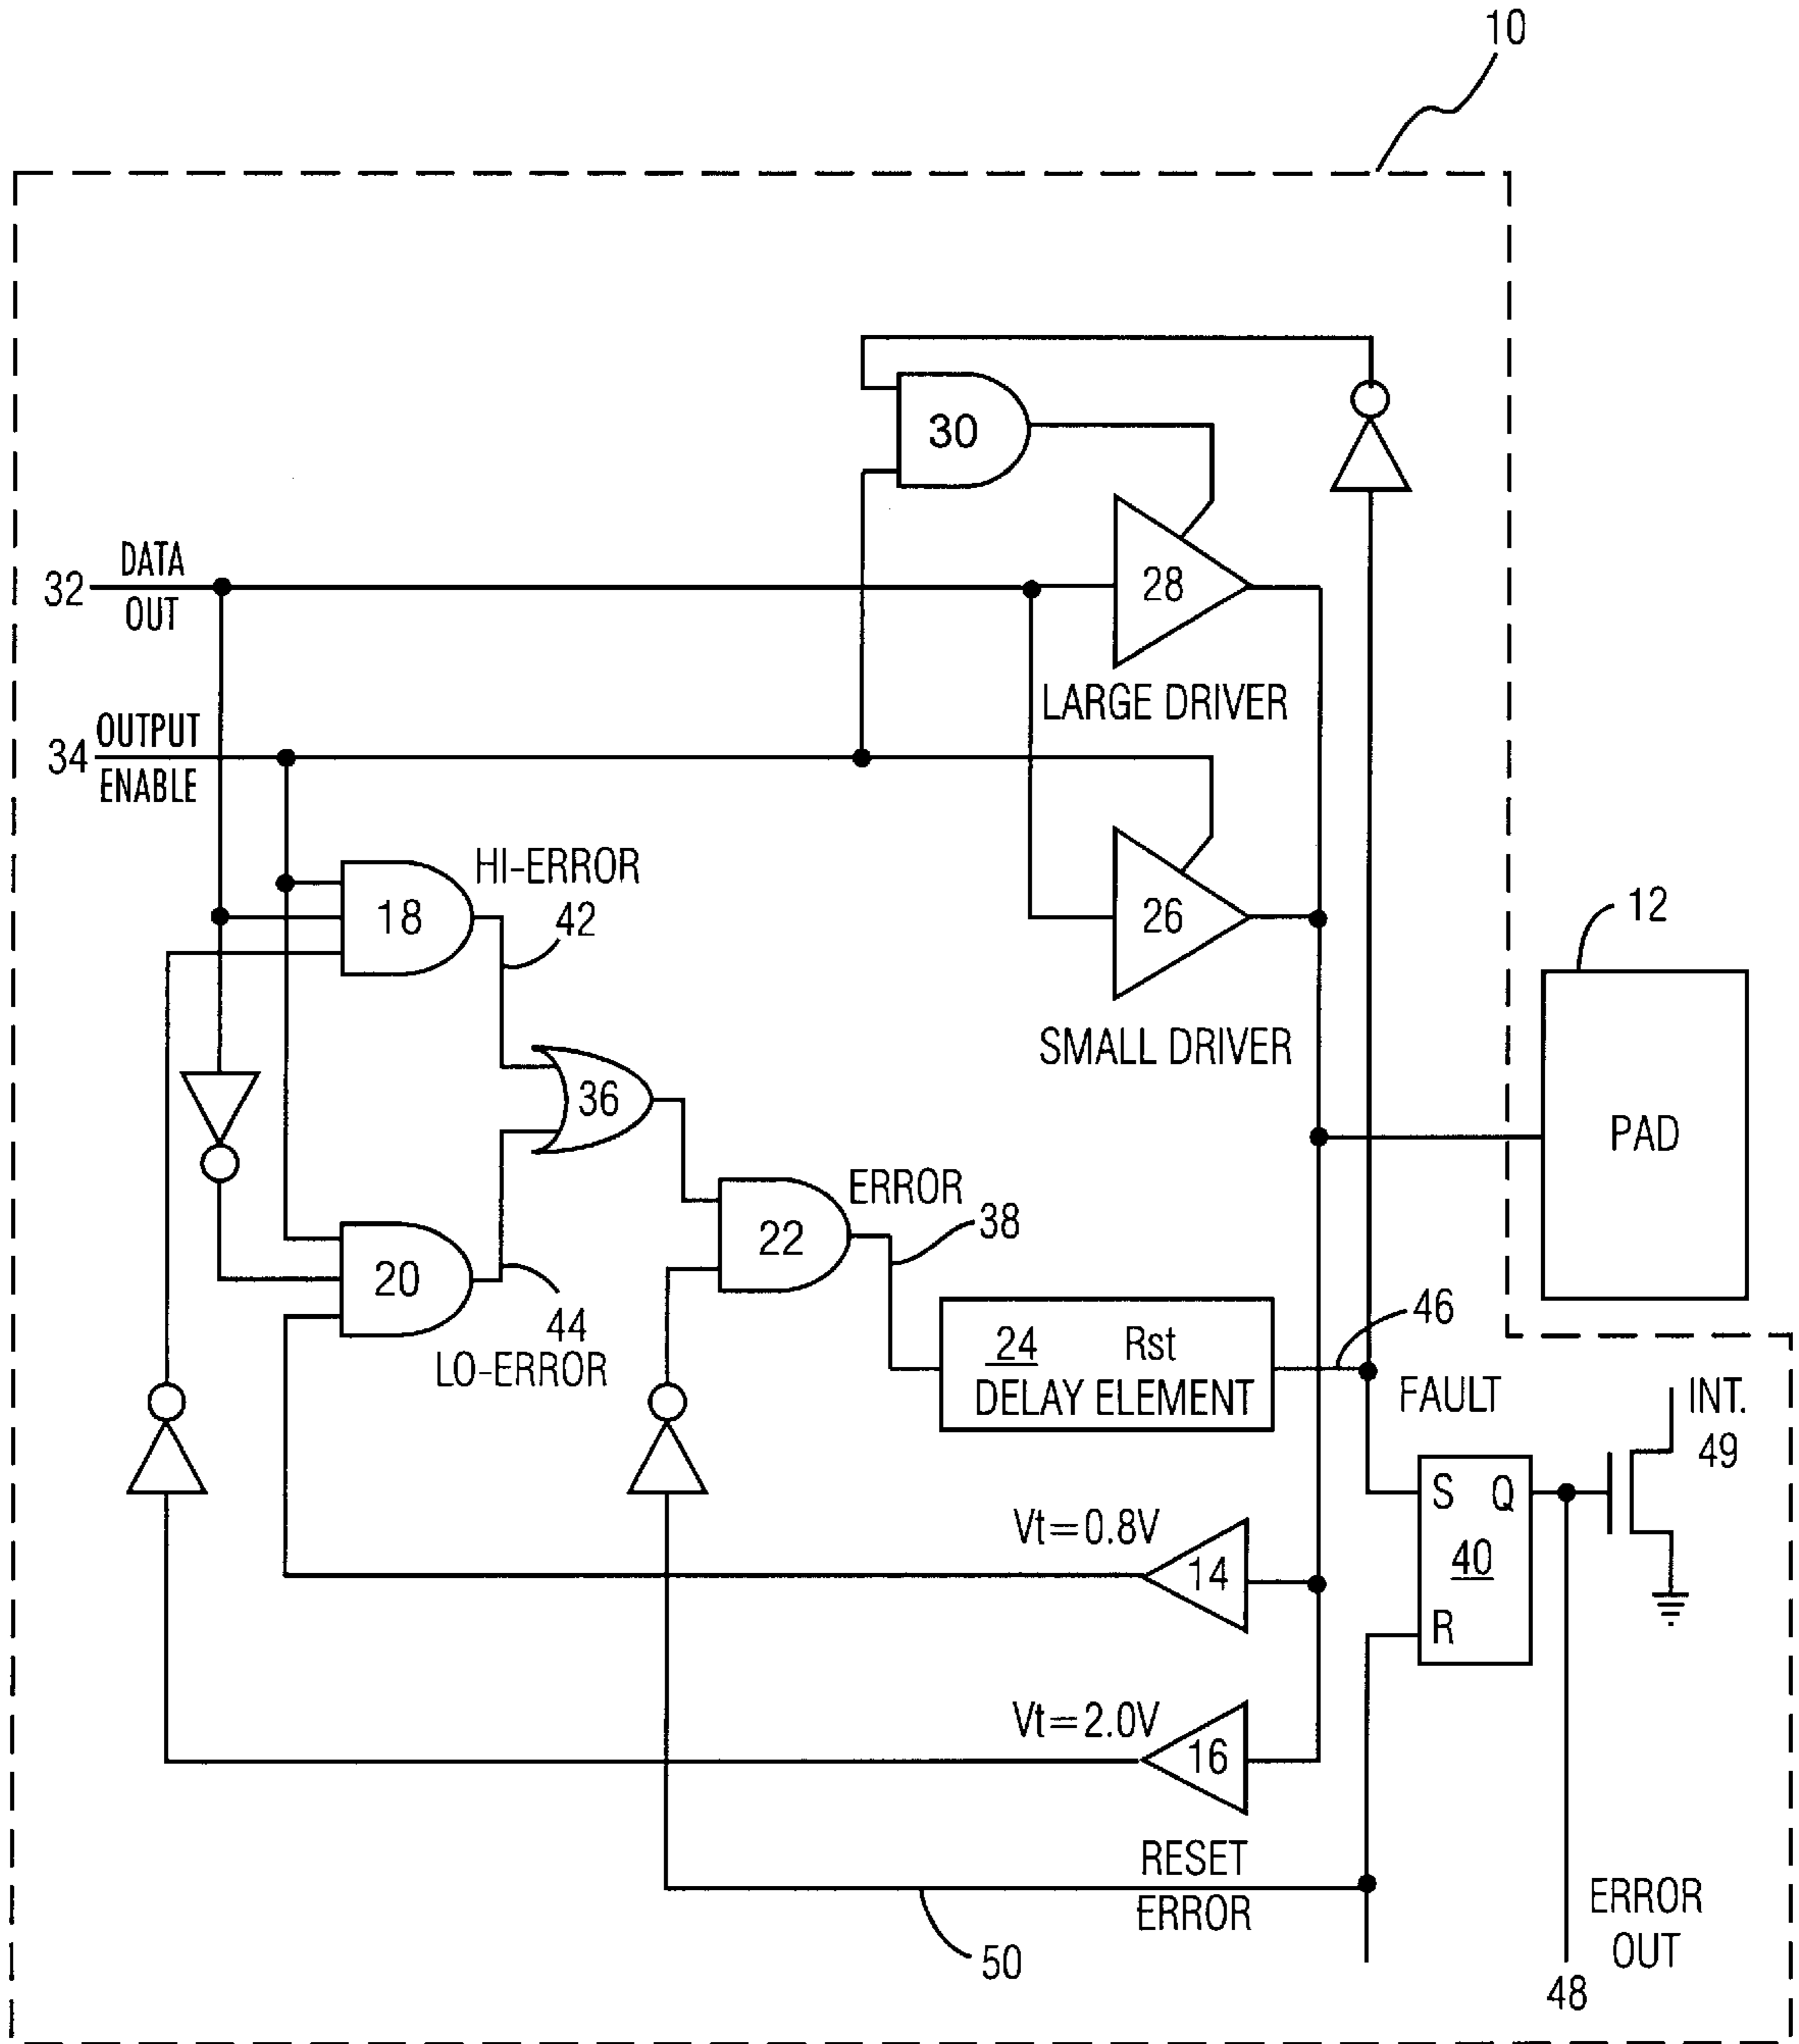 10
30
DATA
32
OUT
28
LARGE DRIVER
OUTPUT
34
ENABLE
HI-ERROR
42
18
26
12
SMALL DRIVER
36
PAD
ERROR
38
22
20
44
LO-ERROR
24 Rst
DELAY ELEMENT
46
FAULT
INT.
49
S Q
40
R
Vt=0.8V
14
Vt=2.0V
16
RESET
ERROR
50
ERROR
OUT
48